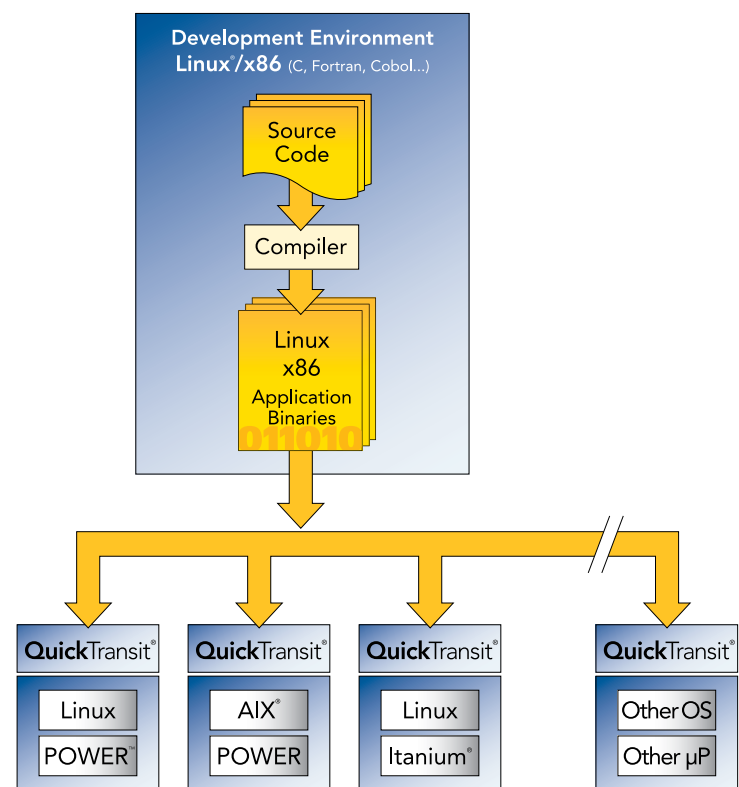 Development Environment
Linux®/x86 (C, Fortran, Cobol...)
Source
Code
Compiler
Linux
x86
Application
Binaries
011010
QuickTransit® QuickTransit® QuickTransit® QuickTransit®
Linux AIX® Linux Other OS
POWER™ POWER Itanium® Other µP